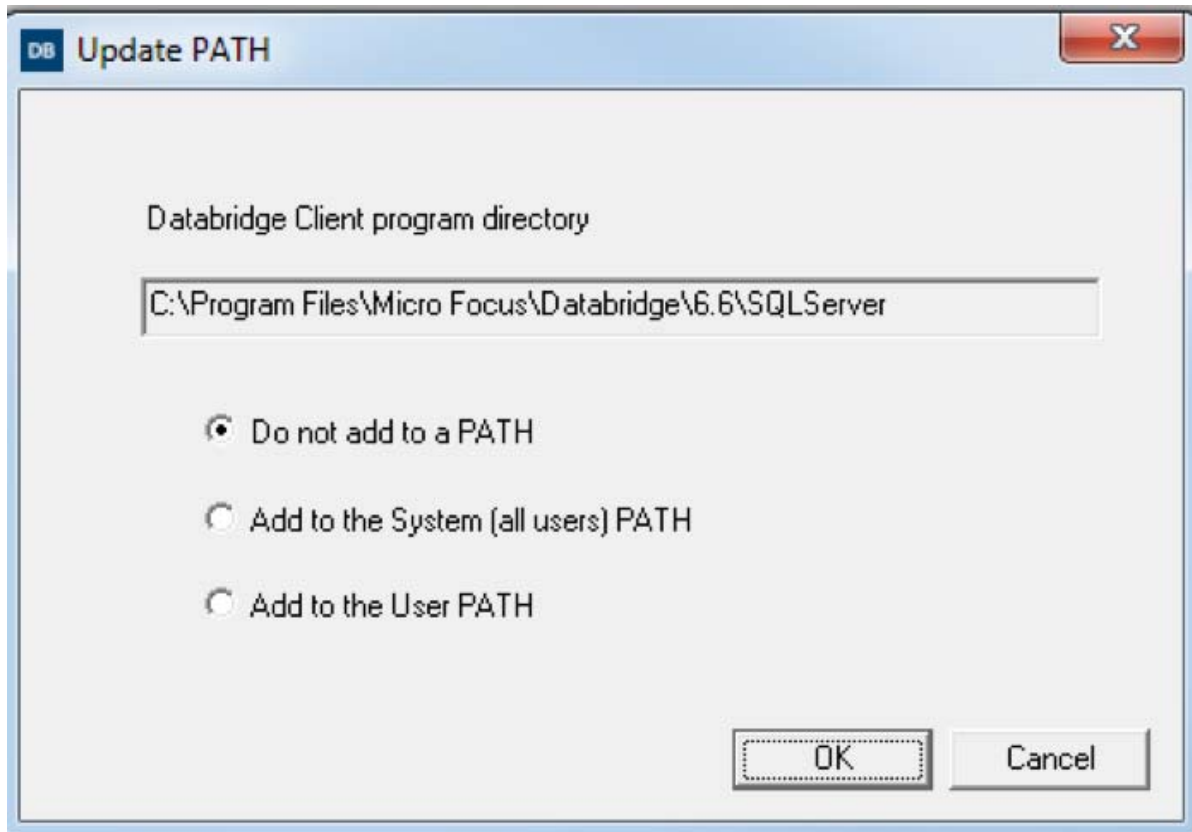 DB Update PATH
Databridge Client program directory
C:\Program Files\Micro Focus\Databridge\6.6\SQLServer
Do not add to a PATH
Add to the System (all users) PATH
Add to the User PATH
OK Cancel